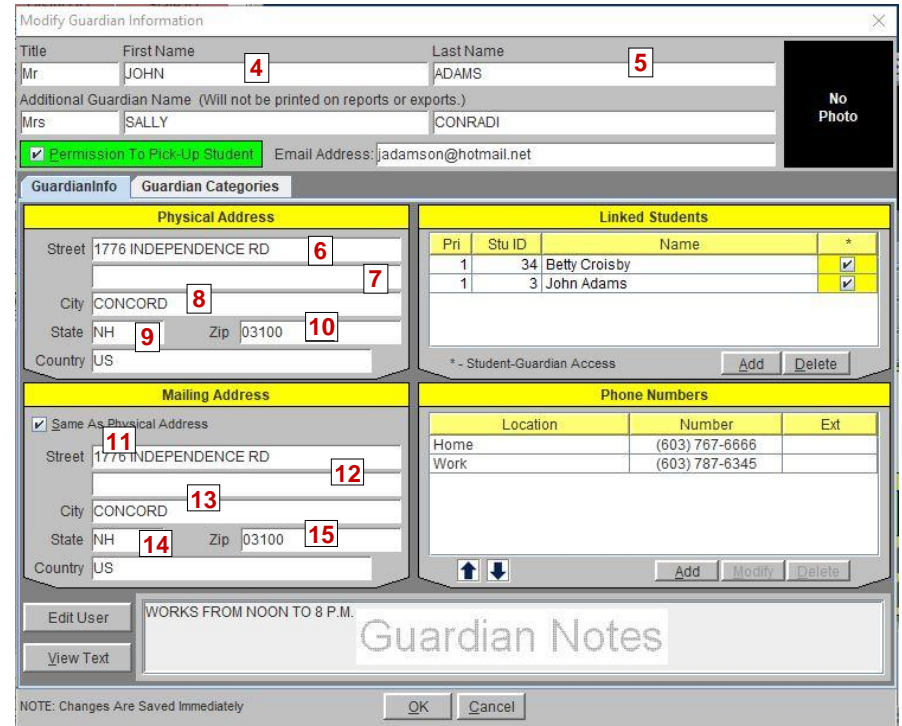 Modify Guardian Information
Title First Name Last Name
Mr JOHN 4 ADAMS 5
Additional Guardian Name (Will not be printed on reports or exports.)
Mrs SALLY CONRADI
No
Photo
Permission To Pick-Up Student Email Address: jadamson@hotmail.net
GuardianInfo Guardian Categories
Physical Address
Street 1776 INDEPENDENCE RD 6
7
City CONCORD 8
State NH 9 Zip 03100 10
Country US
Linked Students
Pri Stu ID Name *
1 34 Betty Croisby
1 3 John Adams
* - Student-Guardian Access Add Delete
Mailing Address
Same As Physical Address
11
Street 1776 INDEPENDENCE RD
12
City CONCORD 13
State NH 14 Zip 03100 15
Country US
Phone Numbers
Location Number Ext
Home (603) 767-6666
Work (603) 787-6345
Add Modify Delete
Edit User
View Text
WORKS FROM NOON TO 8 P.M.
Guardian Notes
NOTE: Changes Are Saved Immediately OK Cancel